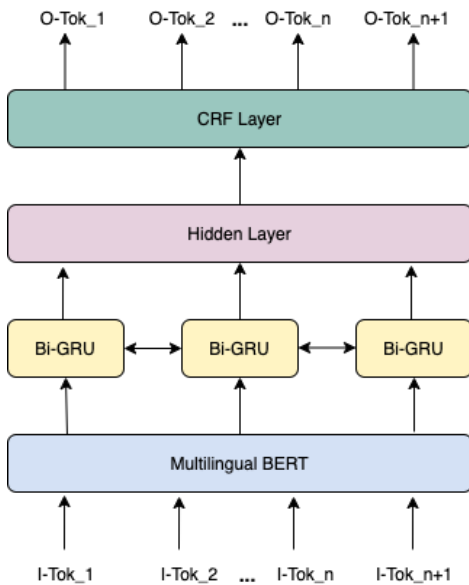 O-Tok_1 O-Tok_2 ... O-Tok_n O-Tok_n+1
CRF Layer
Hidden Layer
Bi-GRU Bi-GRU Bi-GRU
Multilingual BERT
I-Tok_1 I-Tok_2 ... I-Tok_n I-Tok_n+1